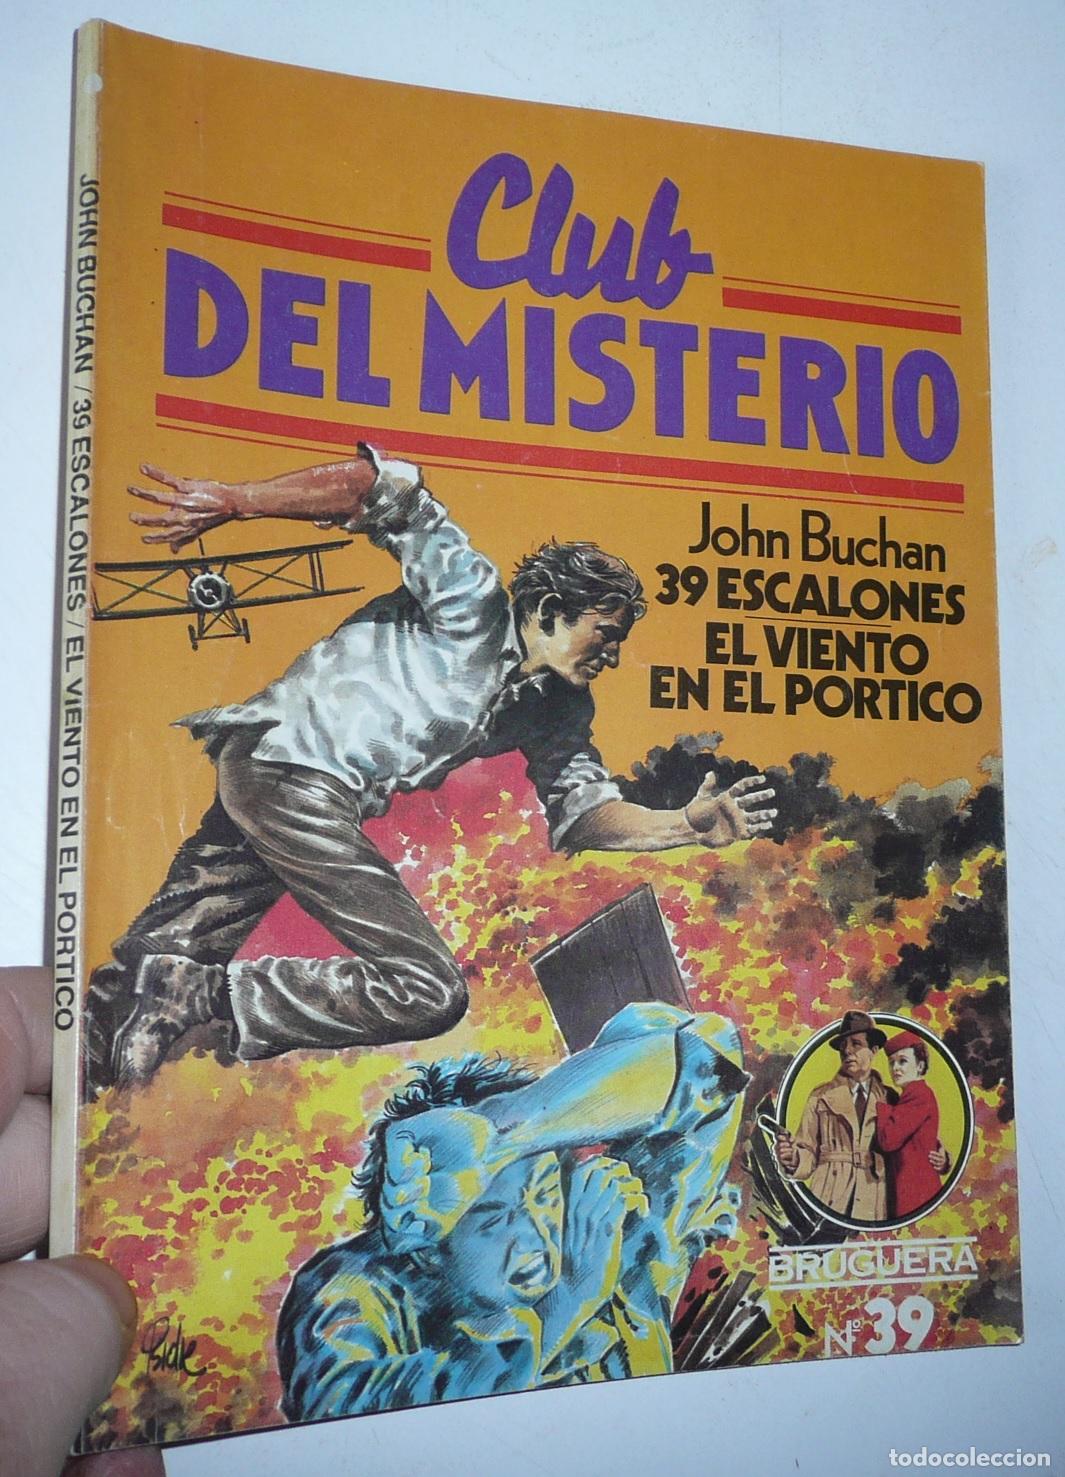 Club
DEL MISTERIO
John Buchan
39 ESCALONES
EL VIENTO
EN EL PORTICO
JOHN BUCHAN / 39 ESCALONES / EL VIENTO EN EL PORTICO
BRUGUERA
Nº 39
todocoleccion